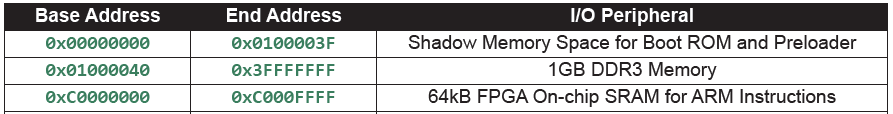 Base Address End Address I/O Peripheral
0x00000000 0x0100003F Shadow Memory Space for Boot ROM and Preloader
0x01000040 0x3FFFFFFF 1GB DDR3 Memory
0xC0000000 0xC000FFFF 64kB FPGA On-chip SRAM for ARM Instructions